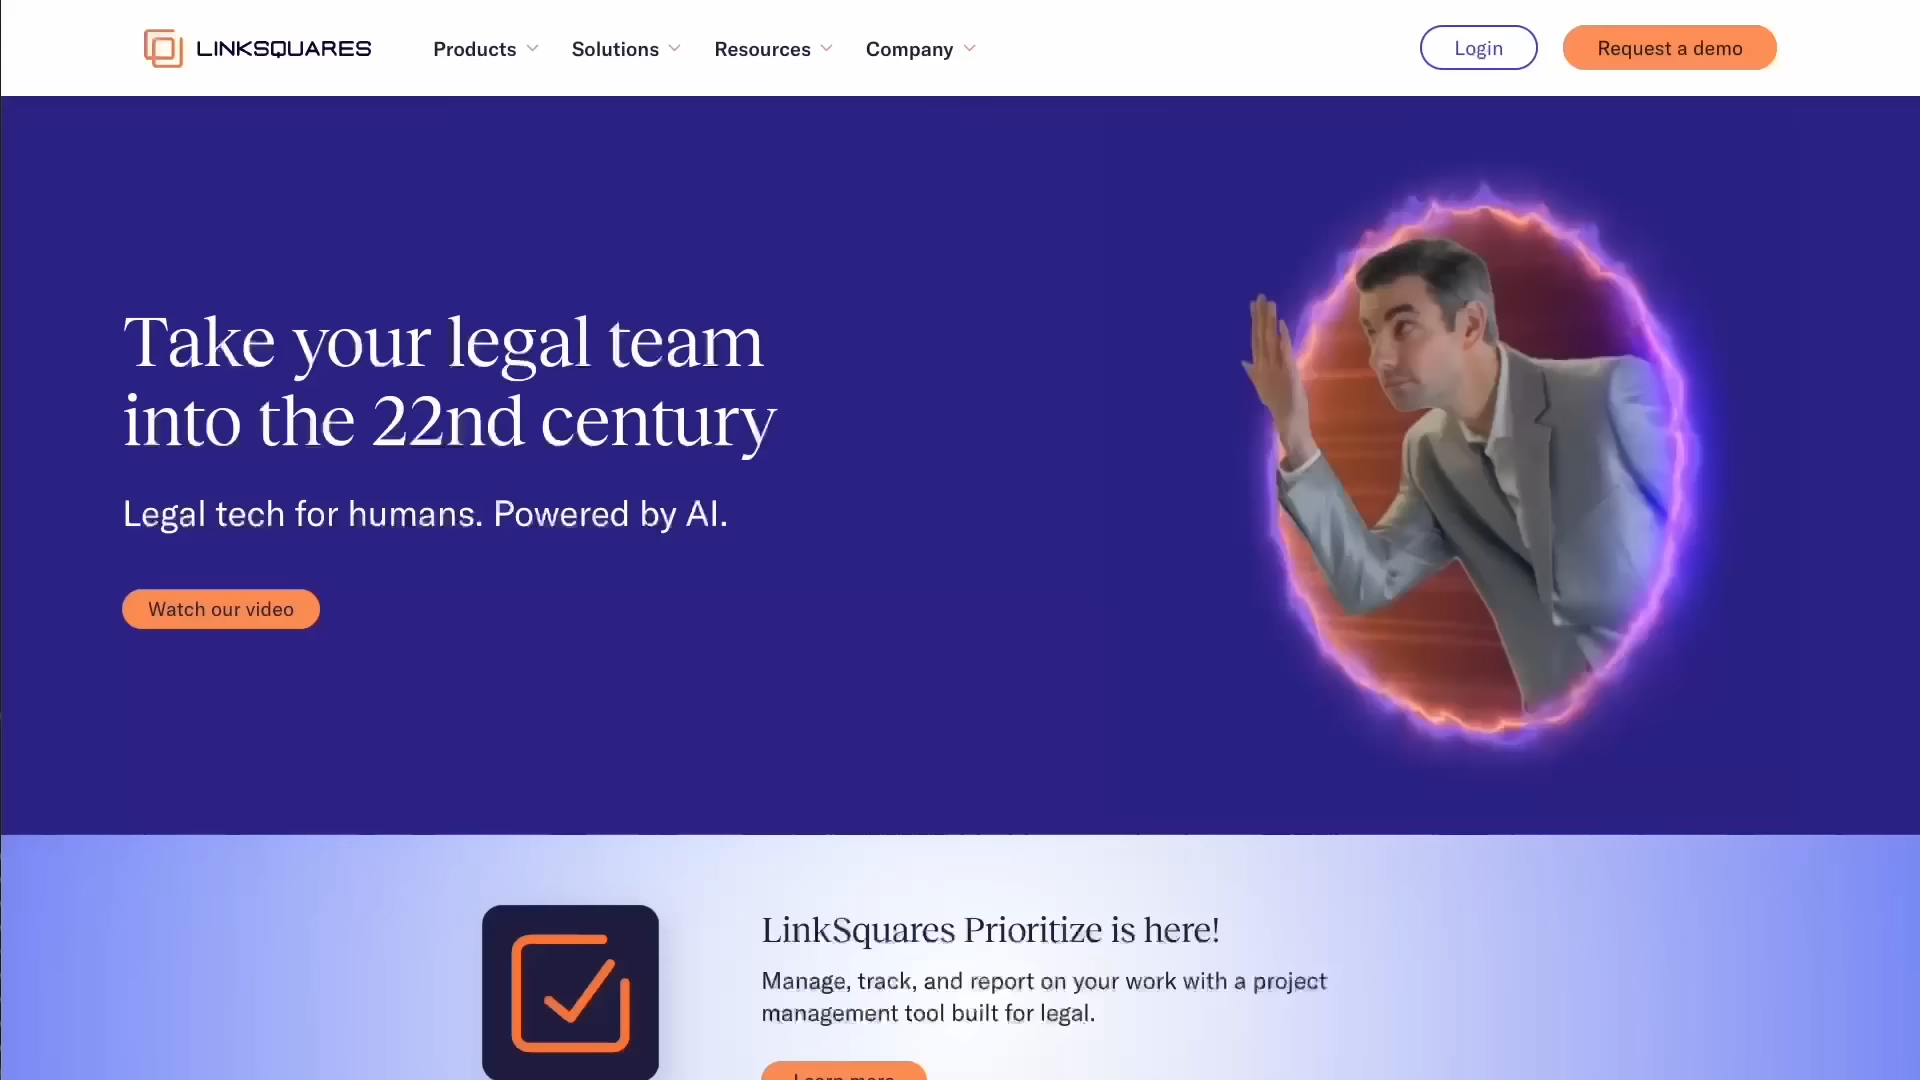 LINKSQUARES
Products
Solutions
Resources
Company
Login
Request a demo
Take your legal team
into the 22nd century
Legal tech for humans. Powered by AI.
Watch our video
LinkSquares Prioritize is here!
Manage, track, and report on your work with a project
management tool built for legal.
Learn more